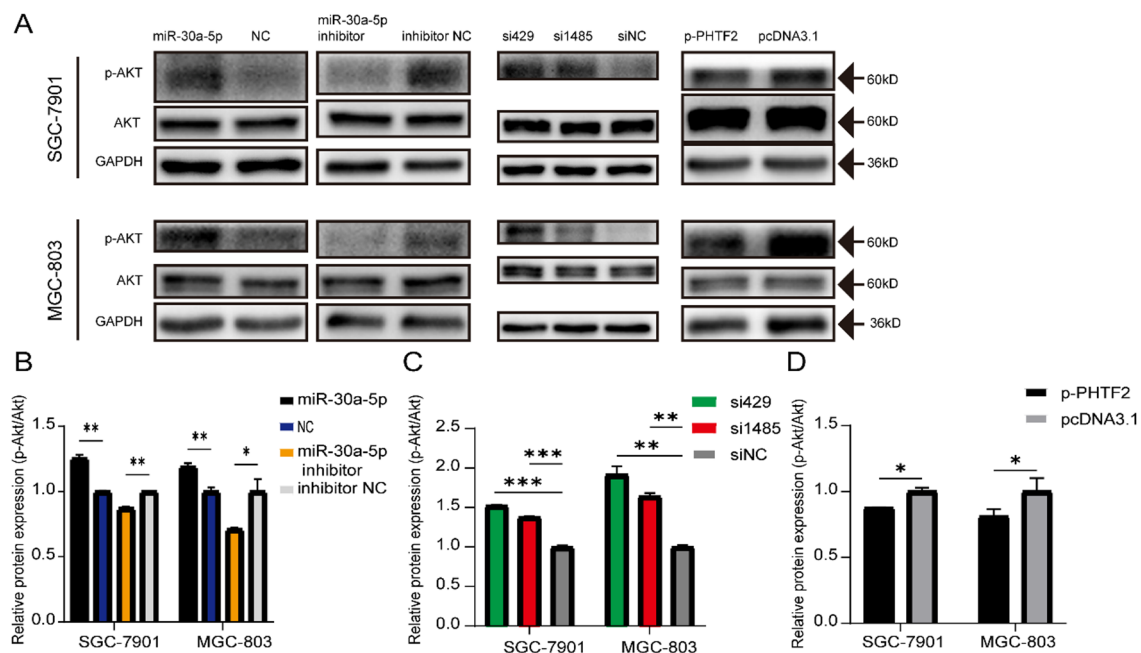 A
miR-30a-5p NC
miR-30a-5p
inhibitor inhibitor NC
si429 si1485 siNC
p-PHTF2 pcDNA3.1
SGC-7901
p-AKT 60kD
AKT 60kD
GAPDH 36kD
MGC-803
p-AKT 60kD
AKT 60kD
GAPDH 36kD
B
Relative protein expression (p-Akt/Akt)
1.5
1.0
0.5
0.0
** ** ** *
miR-30a-5p
NC
miR-30a-5p
inhibitor
inhibitor NC
SGC-7901 MGC-803
C
Relative protein expression (p-Akt/Akt)
2.5
2.0
1.5
1.0
0.5
0.0
*** *** ** **
si429
si1485
siNC
SGC-7901 MGC-803
D
Relative protein expression (p-Akt/Akt)
1.5
1.0
0.5
0.0
* *
p-PHTF2
pcDNA3.1
SGC-7901 MGC-803